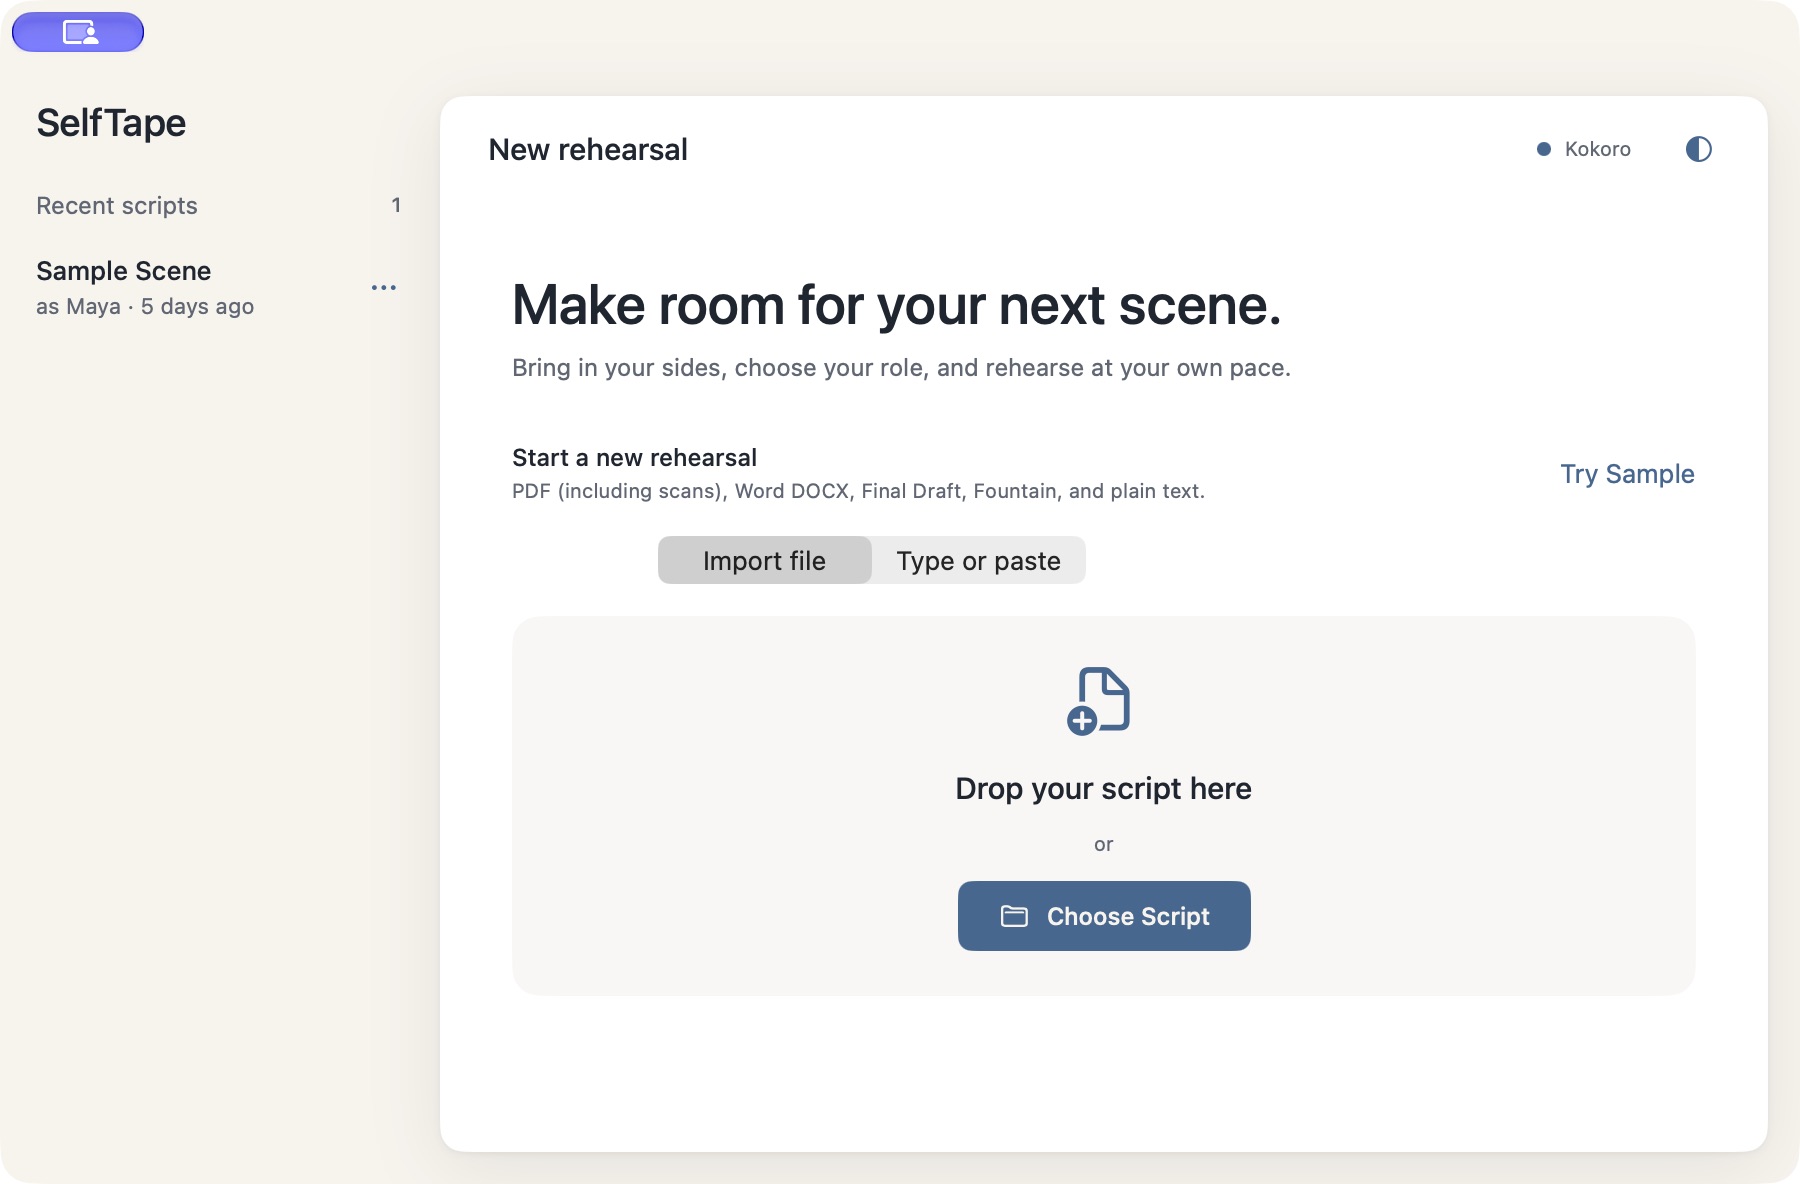 SelfTape
Recent scripts 1
Sample Scene
as Maya · 5 days ago
New rehearsal
Kokoro
Make room for your next scene.
Bring in your sides, choose your role, and rehearse at your own pace.
Start a new rehearsal
PDF (including scans), Word DOCX, Final Draft, Fountain, and plain text.
Try Sample
Import file
Type or paste
Drop your script here
or
Choose Script